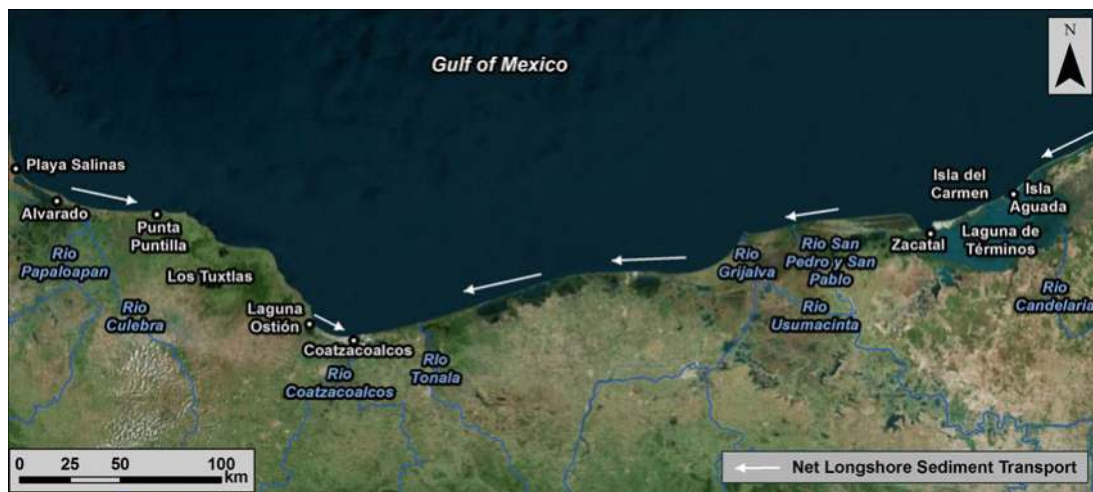 Gulf of Mexico
N
Playa Salinas
Alvarado
Punta
Puntilla
Rio
Papaloapan
Los Tuxtlas
Rio
Culebra
Laguna
Ostión
Coatzacoalcos
Rio
Coatzacoalcos
RIo
Tonala
Rio
Grijalva
Rio San
Pedro y San
Pablo
Rio
Usumacinta
Zacatal
Isla del
Carmen
Isla
Aguada
Laguna de
Términos
Rio
Candelaria
0 25 50 100
km
Net Longshore Sediment Transport